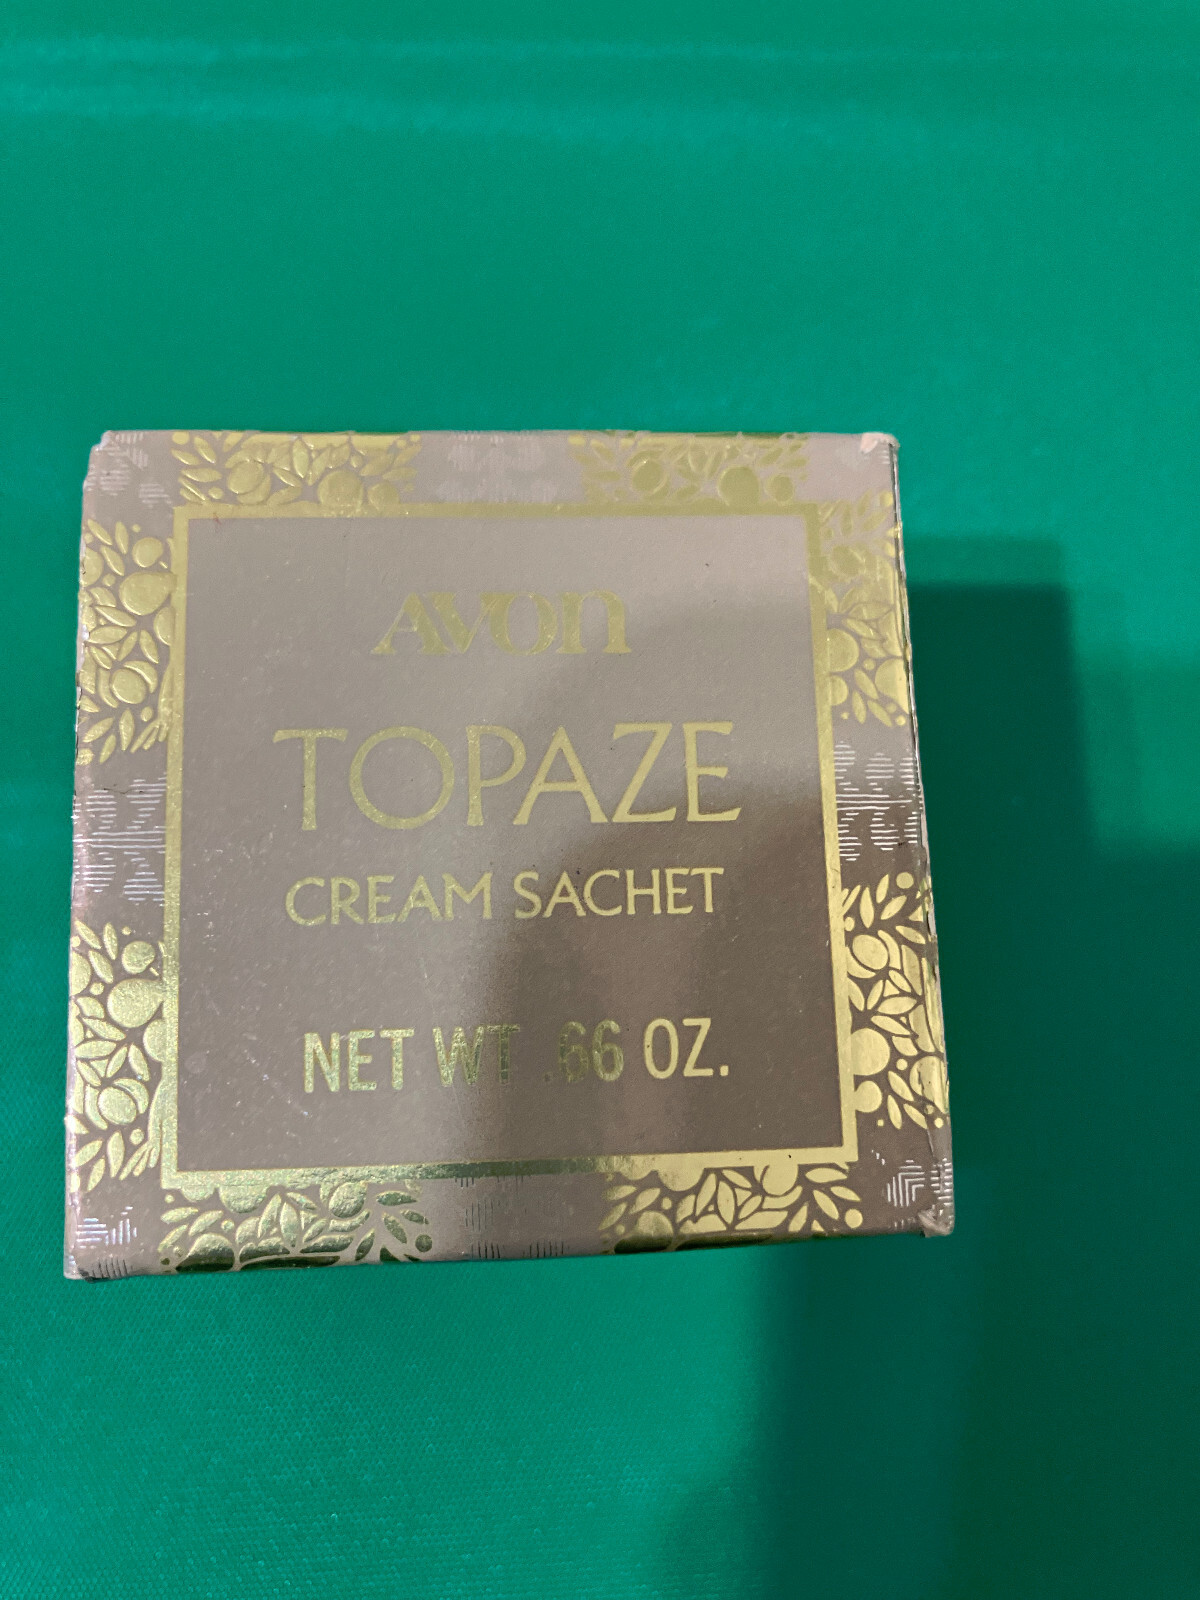 AVON
TOPAZE
CREAM SACHET
NET WT .66 OZ.